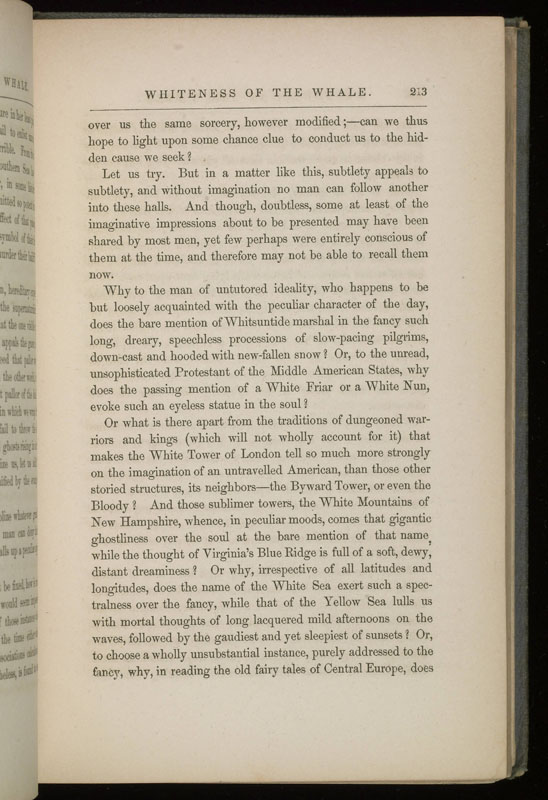 WHITENESS OF THE WHALE. 213
over us the same sorcery, however modified;—can we thus
hope to light upon some chance clue to conduct us to the hid-
den cause we seek?
Let us try. But in a matter like this, subtlety appeals to
subtlety, and without imagination no man can follow another
into these halls. And though, doubtless, some at least of the
imaginative impressions about to be presented may have been
shared by most men, yet few perhaps were entirely conscious of
them at the time, and therefore may not be able to recall them
now.
Why to the man of untutored ideality, who happens to be
but loosely acquainted with the peculiar character of the day,
does the bare mention of Whitsuntide marshal in the fancy such
long, dreary, speechless processions of slow-pacing pilgrims,
down-cast and hooded with new-fallen snow? Or, to the unread,
unsophisticated Protestant of the Middle American States, why
does the passing mention of a White Friar or a White Nun,
evoke such an eyeless statue in the soul?
Or what is there apart from the traditions of dungeoned war-
riors and kings (which will not wholly account for it) that
makes the White Tower of London tell so much more strongly
on the imagination of an untravelled American, than those other
storied structures, its neighbors—the Byward Tower, or even the
Bloody? And those sublimer towers, the White Mountains of
New Hampshire, whence, in peculiar moods, comes that gigantic
ghostliness over the soul at the bare mention of that name,
while the thought of Virginia's Blue Ridge is full of a soft, dewy,
distant dreaminess? Or why, irrespective of all latitudes and
longitudes, does the name of the White Sea exert such a spec-
tralness over the fancy, while that of the Yellow Sea lulls us
with mortal thoughts of long lacquered mild afternoons on the
waves, followed by the gaudiest and yet sleepiest of sunsets? Or,
to choose a wholly unsubstantial instance, purely addressed to the
fancy, why, in reading the old fairy tales of Central Europe, does